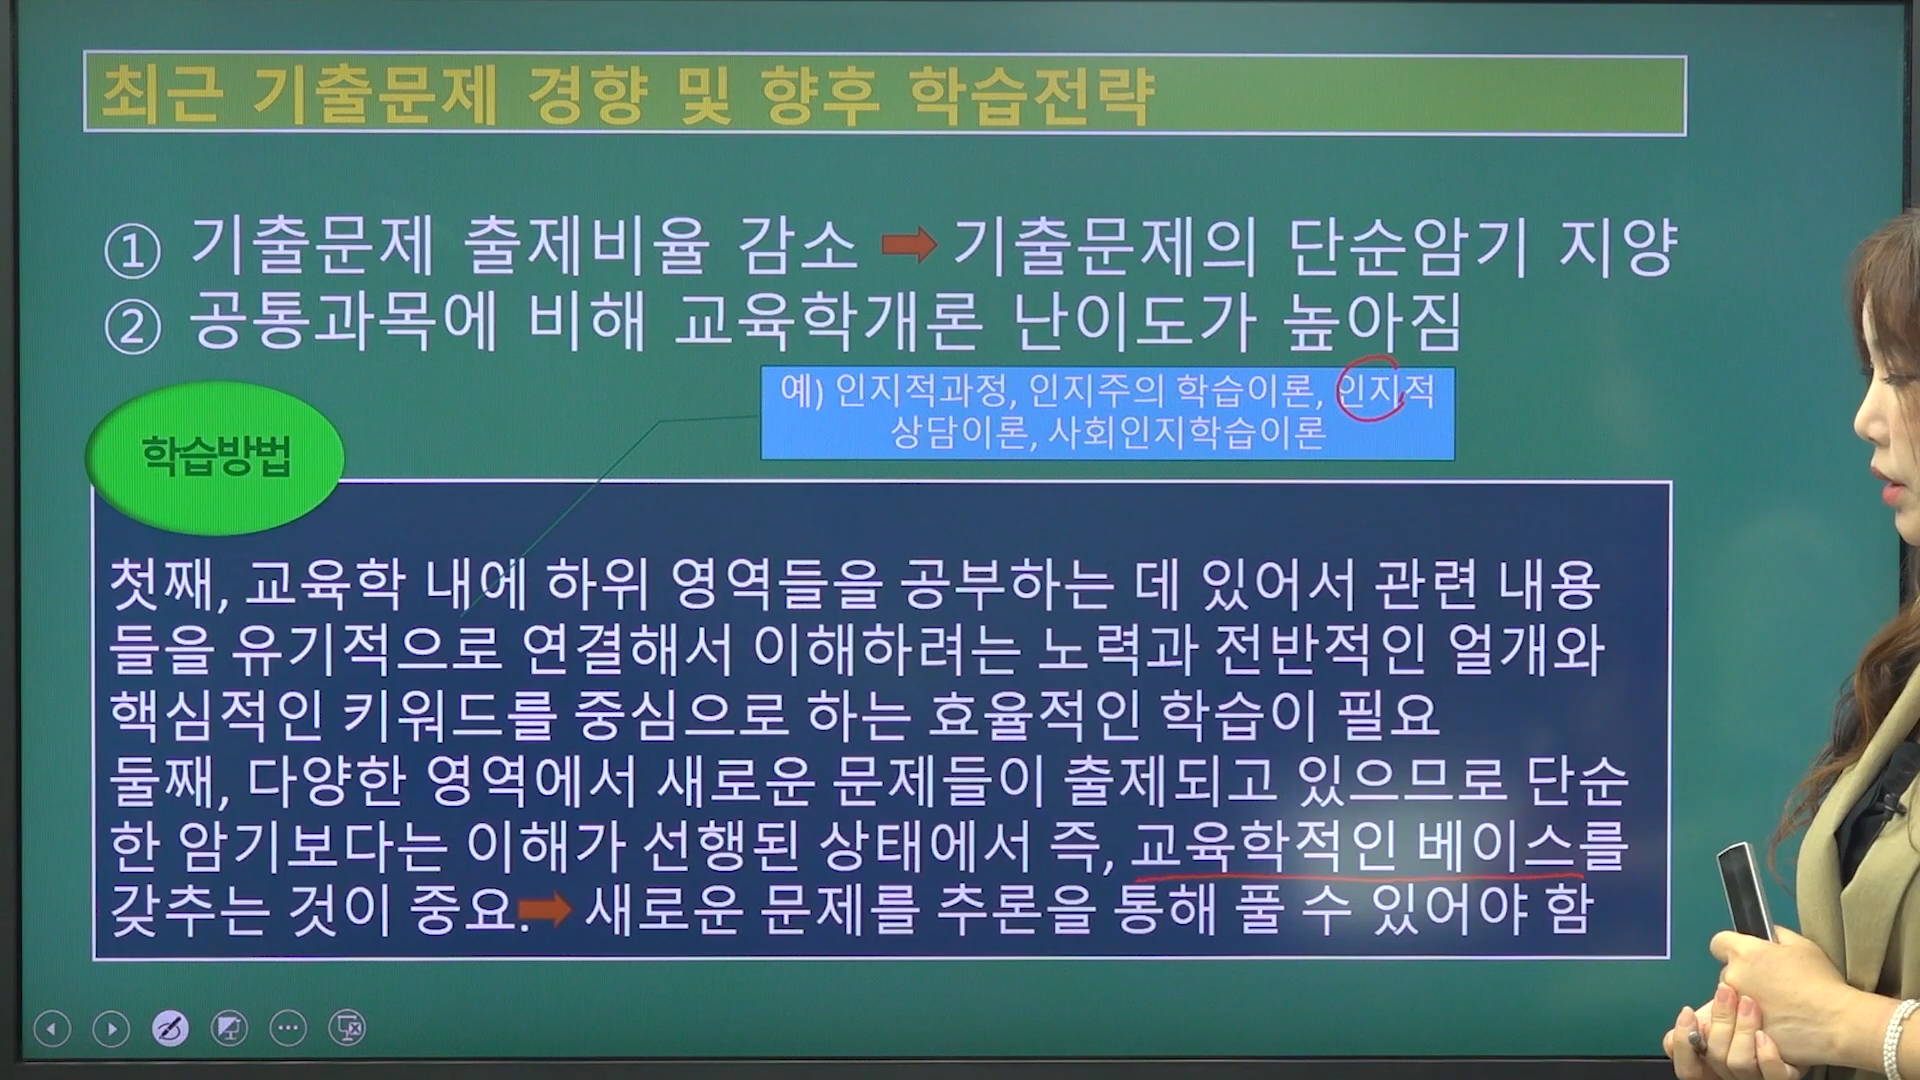 최근 기출문제 경향 및 향후 학습전략
① 기출문제 출제비율 감소 ➡ 기출문제의 단순암기 지양
② 공통과목에 비해 교육학개론 난이도가 높아짐
예) 인지적과정, 인지주의 학습이론, 인지적
상담이론, 사회인지학습이론
학습방법
첫째, 교육학 내에 하위 영역들을 공부하는 데 있어서 관련 내용
들을 유기적으로 연결해서 이해하려는 노력과 전반적인 얼개와
핵심적인 키워드를 중심으로 하는 효율적인 학습이 필요
둘째, 다양한 영역에서 새로운 문제들이 출제되고 있으므로 단순
한 암기보다는 이해가 선행된 상태에서 즉, 교육학적인 베이스를
갖추는 것이 중요.➡ 새로운 문제를 추론을 통해 풀 수 있어야 함